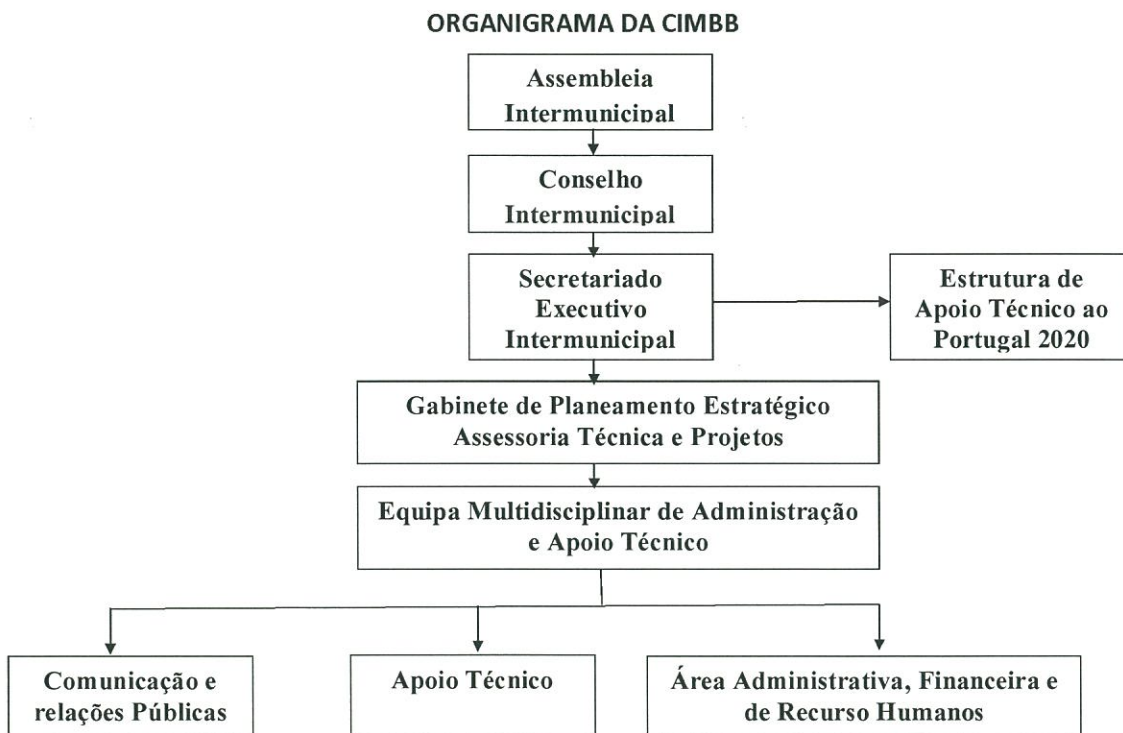 ORGANIGRAMA DA CIMBB
Assembleia
Intermunicipal
Conselho
Intermunicipal
Secretariado
Executivo
Intermunicipal
Estrutura de
Apoio Técnico ao
Portugal 2020
Gabinete de Planeamento Estratégico
Assessoria Técnica e Projetos
Equipa Multidisciplinar de Administração
e Apoio Técnico
Comunicação e
relações Públicas
Apoio Técnico
Área Administrativa, Financeira e
de Recurso Humanos